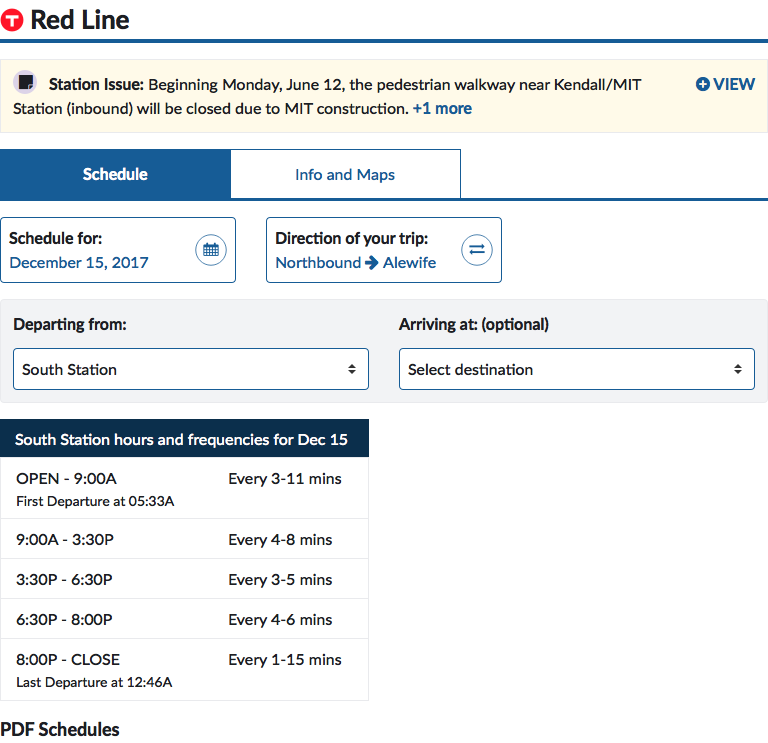 T Red Line
Station Issue: Beginning Monday, June 12, the pedestrian walkway near Kendall/MIT
Station (inbound) will be closed due to MIT construction. +1 more
VIEW
Schedule
Info and Maps
Schedule for:
December 15, 2017
Direction of your trip:
Northbound → Alewife
Departing from:
South Station
Arriving at: (optional)
Select destination
South Station hours and frequencies for Dec 15
OPEN - 9:00A Every 3-11 mins
First Departure at 05:33A
9:00A - 3:30P Every 4-8 mins
3:30P - 6:30P Every 3-5 mins
6:30P - 8:00P Every 4-6 mins
8:00P - CLOSE Every 1-15 mins
Last Departure at 12:46A
PDF Schedules